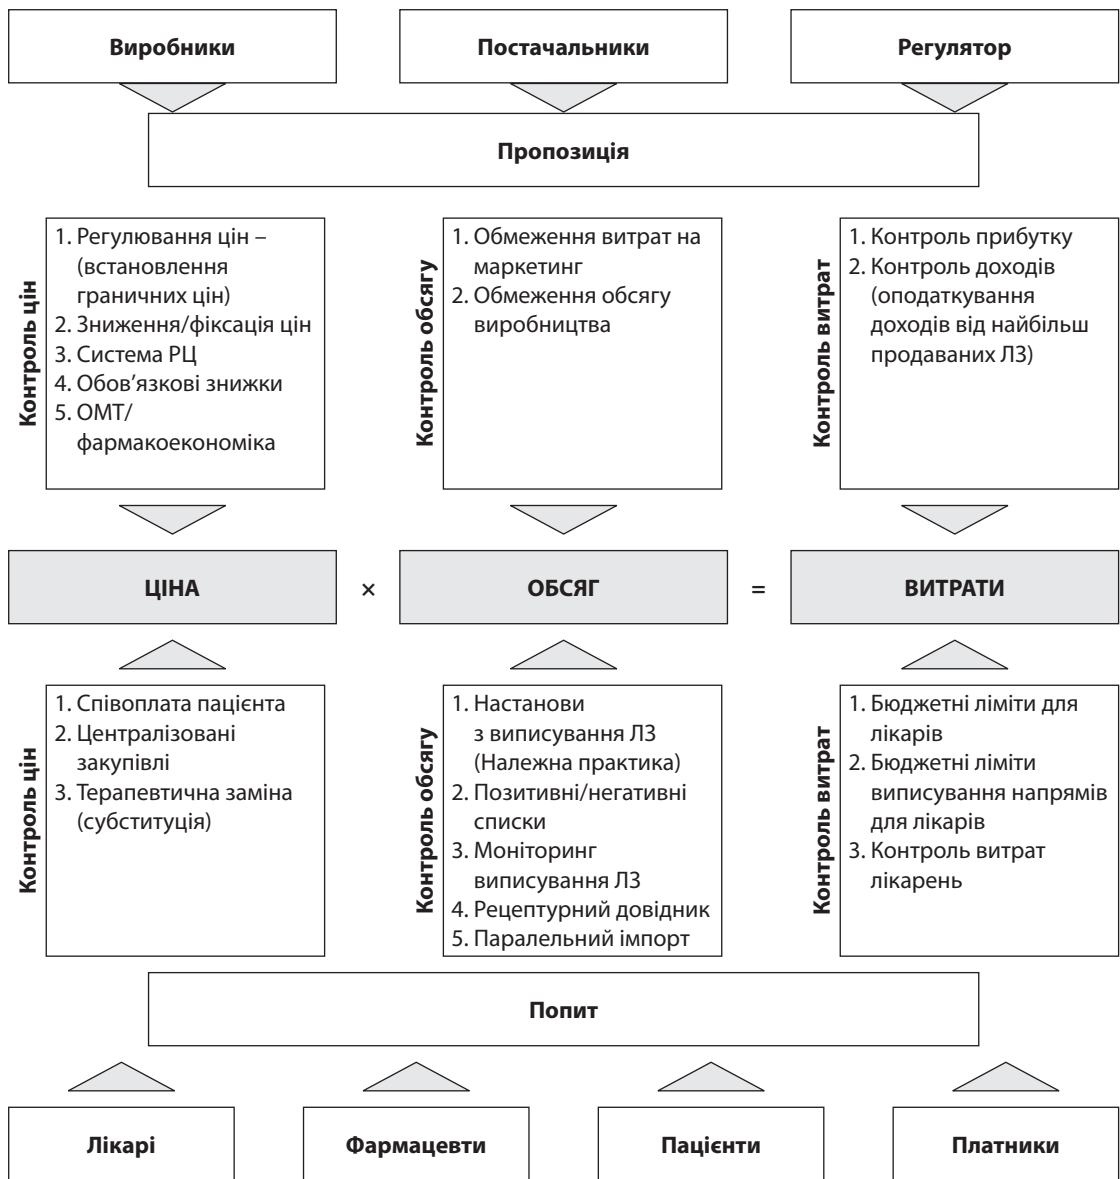 Виробники
Постачальники
Регулятор
Пропозиція
Контроль цін
1. Регулювання цін –
(встановлення
граничних цін)
2. Зниження/фіксація цін
3. Система РЦ
4. Обов'язкові знижки
5. ОМТ/
фармакоекономіка
Контроль обсягу
1. Обмеження витрат на
маркетинг
2. Обмеження обсягу
виробництва
Контроль витрат
1. Контроль прибутку
2. Контроль доходів
(оподаткування
доходів від найбільш
продаваних ЛЗ)
ЦІНА × ОБСЯГ = ВИТРАТИ
Контроль цін
1. Співоплата пацієнта
2. Централізовані
закупівлі
3. Терапевтична заміна
(субституція)
Контроль обсягу
1. Настанови
з виписування ЛЗ
(Належна практика)
2. Позитивні/негативні
списки
3. Моніторинг
виписування ЛЗ
4. Рецептурний довідник
5. Паралельний імпорт
Контроль витрат
1. Бюджетні ліміти для
лікарів
2. Бюджетні ліміти
виписування напрямів
для лікарів
3. Контроль витрат
лікарень
Попит
Лікарі
Фармацевти
Пацієнти
Платники